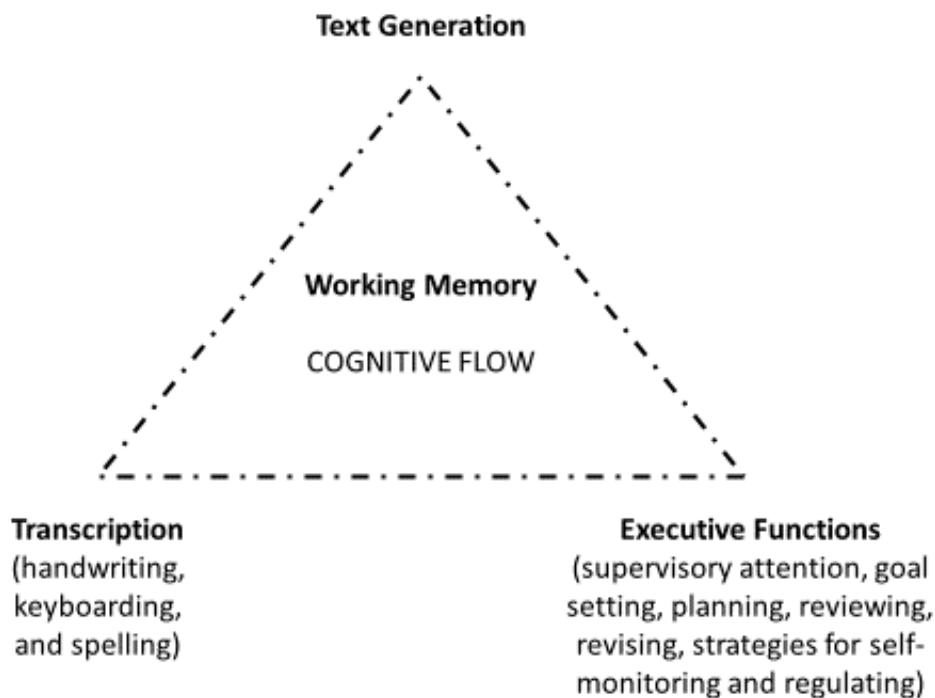 Text Generation
Working Memory
COGNITIVE FLOW
Transcription
(handwriting,
keyboarding,
and spelling)
Executive Functions
(supervisory attention, goal
setting, planning, reviewing,
revising, strategies for self-
monitoring and regulating)